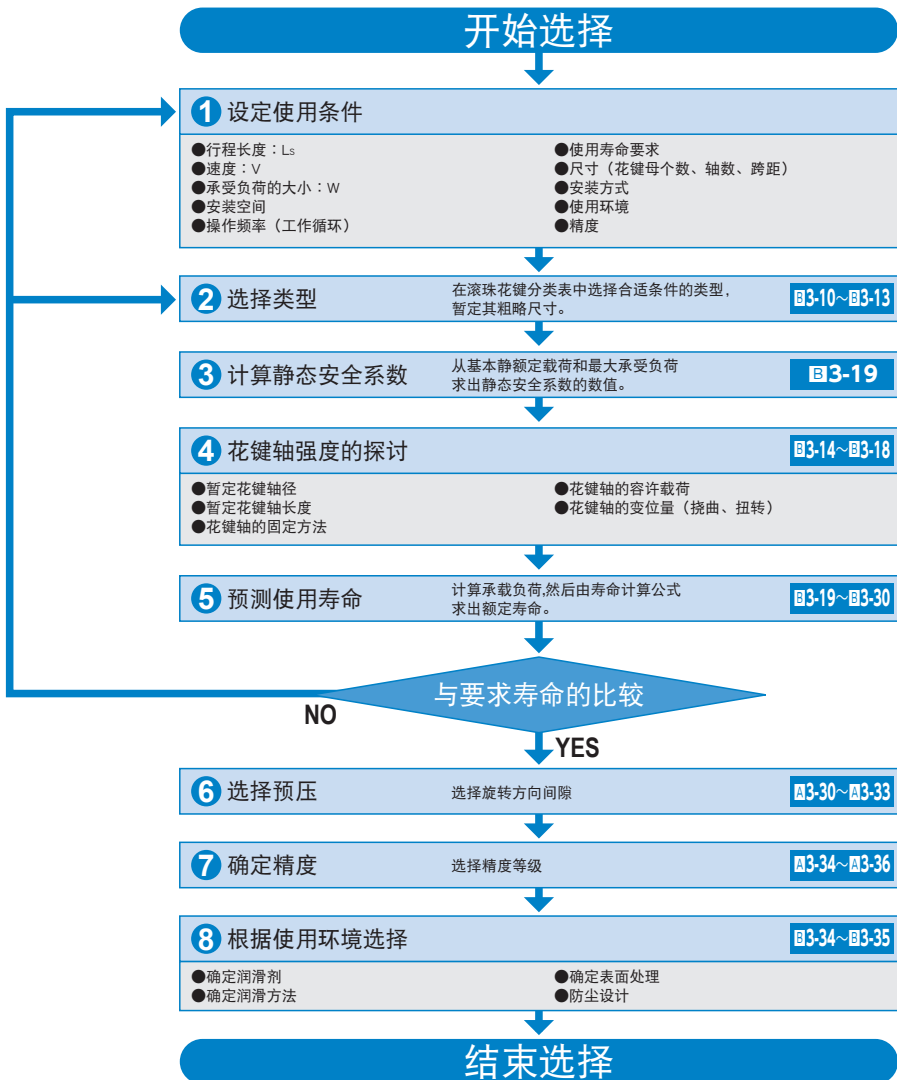 开始选择
1 设定使用条件
●行程长度：Ls
●速度：V
●承受负荷的大小：W
●安装空间
●操作频率（工作循环）
●使用寿命要求
●尺寸（花键母个数、轴数、跨距）
●安装方式
●使用环境
●精度
2 选择类型
在滚珠花键分类表中选择合适条件的类型，
暂定其粗略尺寸。
B3-10～B3-13
3 计算静态安全系数
从基本静额定载荷和最大承受负荷
求出静态安全系数的数值。
B3-19
4 花键轴强度的探讨
B3-14～B3-18
●暂定花键轴径
●暂定花键轴长度
●花键轴的固定方法
●花键轴的容许载荷
●花键轴的变位量（挠曲、扭转）
5 预测使用寿命
计算承载负荷,然后由寿命计算公式
求出额定寿命。
B3-19～B3-30
与要求寿命的比较
NO
YES
6 选择预压
选择旋转方向间隙
A3-30～A3-33
7 确定精度
选择精度等级
A3-34～A3-36
8 根据使用环境选择
B3-34～B3-35
●确定润滑剂
●确定润滑方法
●确定表面处理
●防尘设计
结束选择